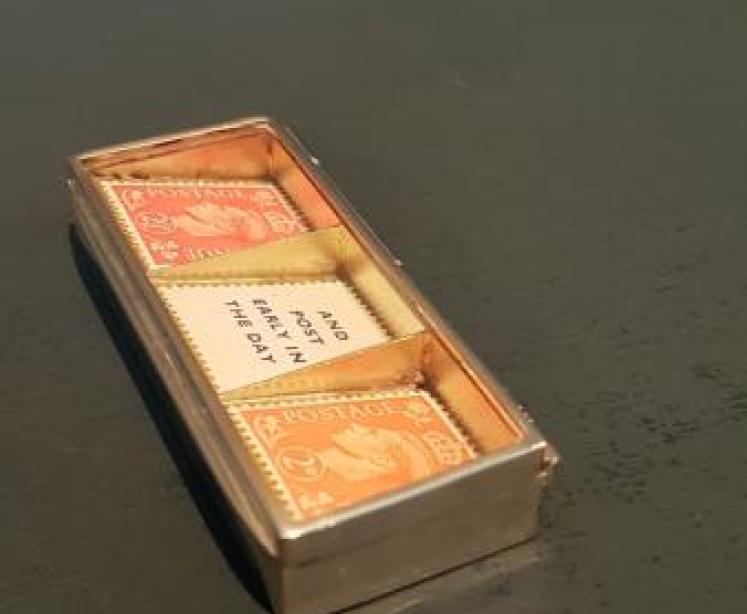 POSTAGE
AND
POST
EARLY IN
THE DAY
POSTAGE